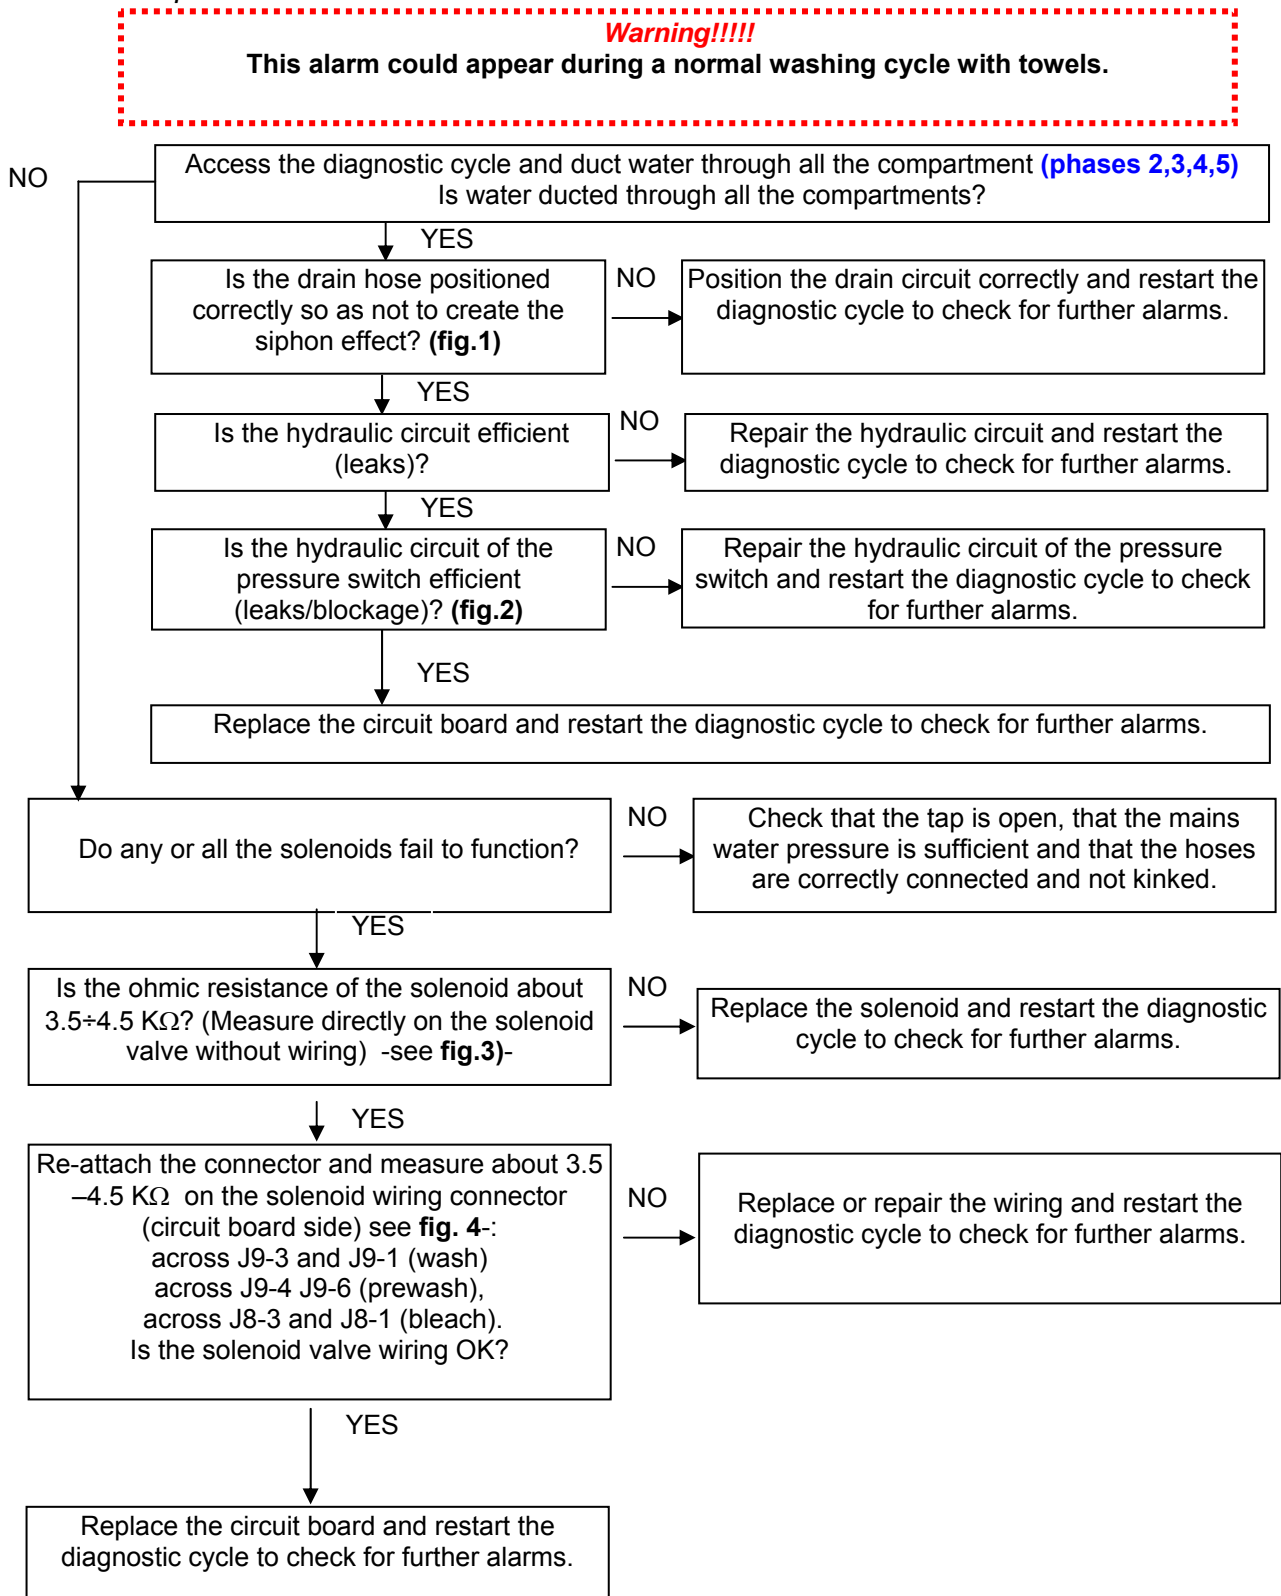 Warning!!!!!
This alarm could appear during a normal washing cycle with towels.
NO
Access the diagnostic cycle and duct water through all the compartment (phases 2,3,4,5)
Is water ducted through all the compartments?
YES
Is the drain hose positioned
correctly so as not to create the
siphon effect? (fig.1)
NO
Position the drain circuit correctly and restart the
diagnostic cycle to check for further alarms.
YES
Is the hydraulic circuit efficient
(leaks)?
NO
Repair the hydraulic circuit and restart the
diagnostic cycle to check for further alarms.
YES
Is the hydraulic circuit of the
pressure switch efficient
(leaks/blockage)? (fig.2)
NO
Repair the hydraulic circuit of the pressure
switch and restart the diagnostic cycle to check
for further alarms.
YES
Replace the circuit board and restart the diagnostic cycle to check for further alarms.
Do any or all the solenoids fail to function?
NO
Check that the tap is open, that the mains
water pressure is sufficient and that the hoses
are correctly connected and not kinked.
YES
Is the ohmic resistance of the solenoid about
3.5÷4.5 KΩ? (Measure directly on the solenoid
valve without wiring) -see fig.3)-
NO
Replace the solenoid and restart the diagnostic
cycle to check for further alarms.
YES
Re-attach the connector and measure about 3.5
–4.5 KΩ on the solenoid wiring connector
(circuit board side) see fig. 4-:
across J9-3 and J9-1 (wash)
across J9-4 J9-6 (prewash),
across J8-3 and J8-1 (bleach).
Is the solenoid valve wiring OK?
NO
Replace or repair the wiring and restart the
diagnostic cycle to check for further alarms.
YES
Replace the circuit board and restart the
diagnostic cycle to check for further alarms.